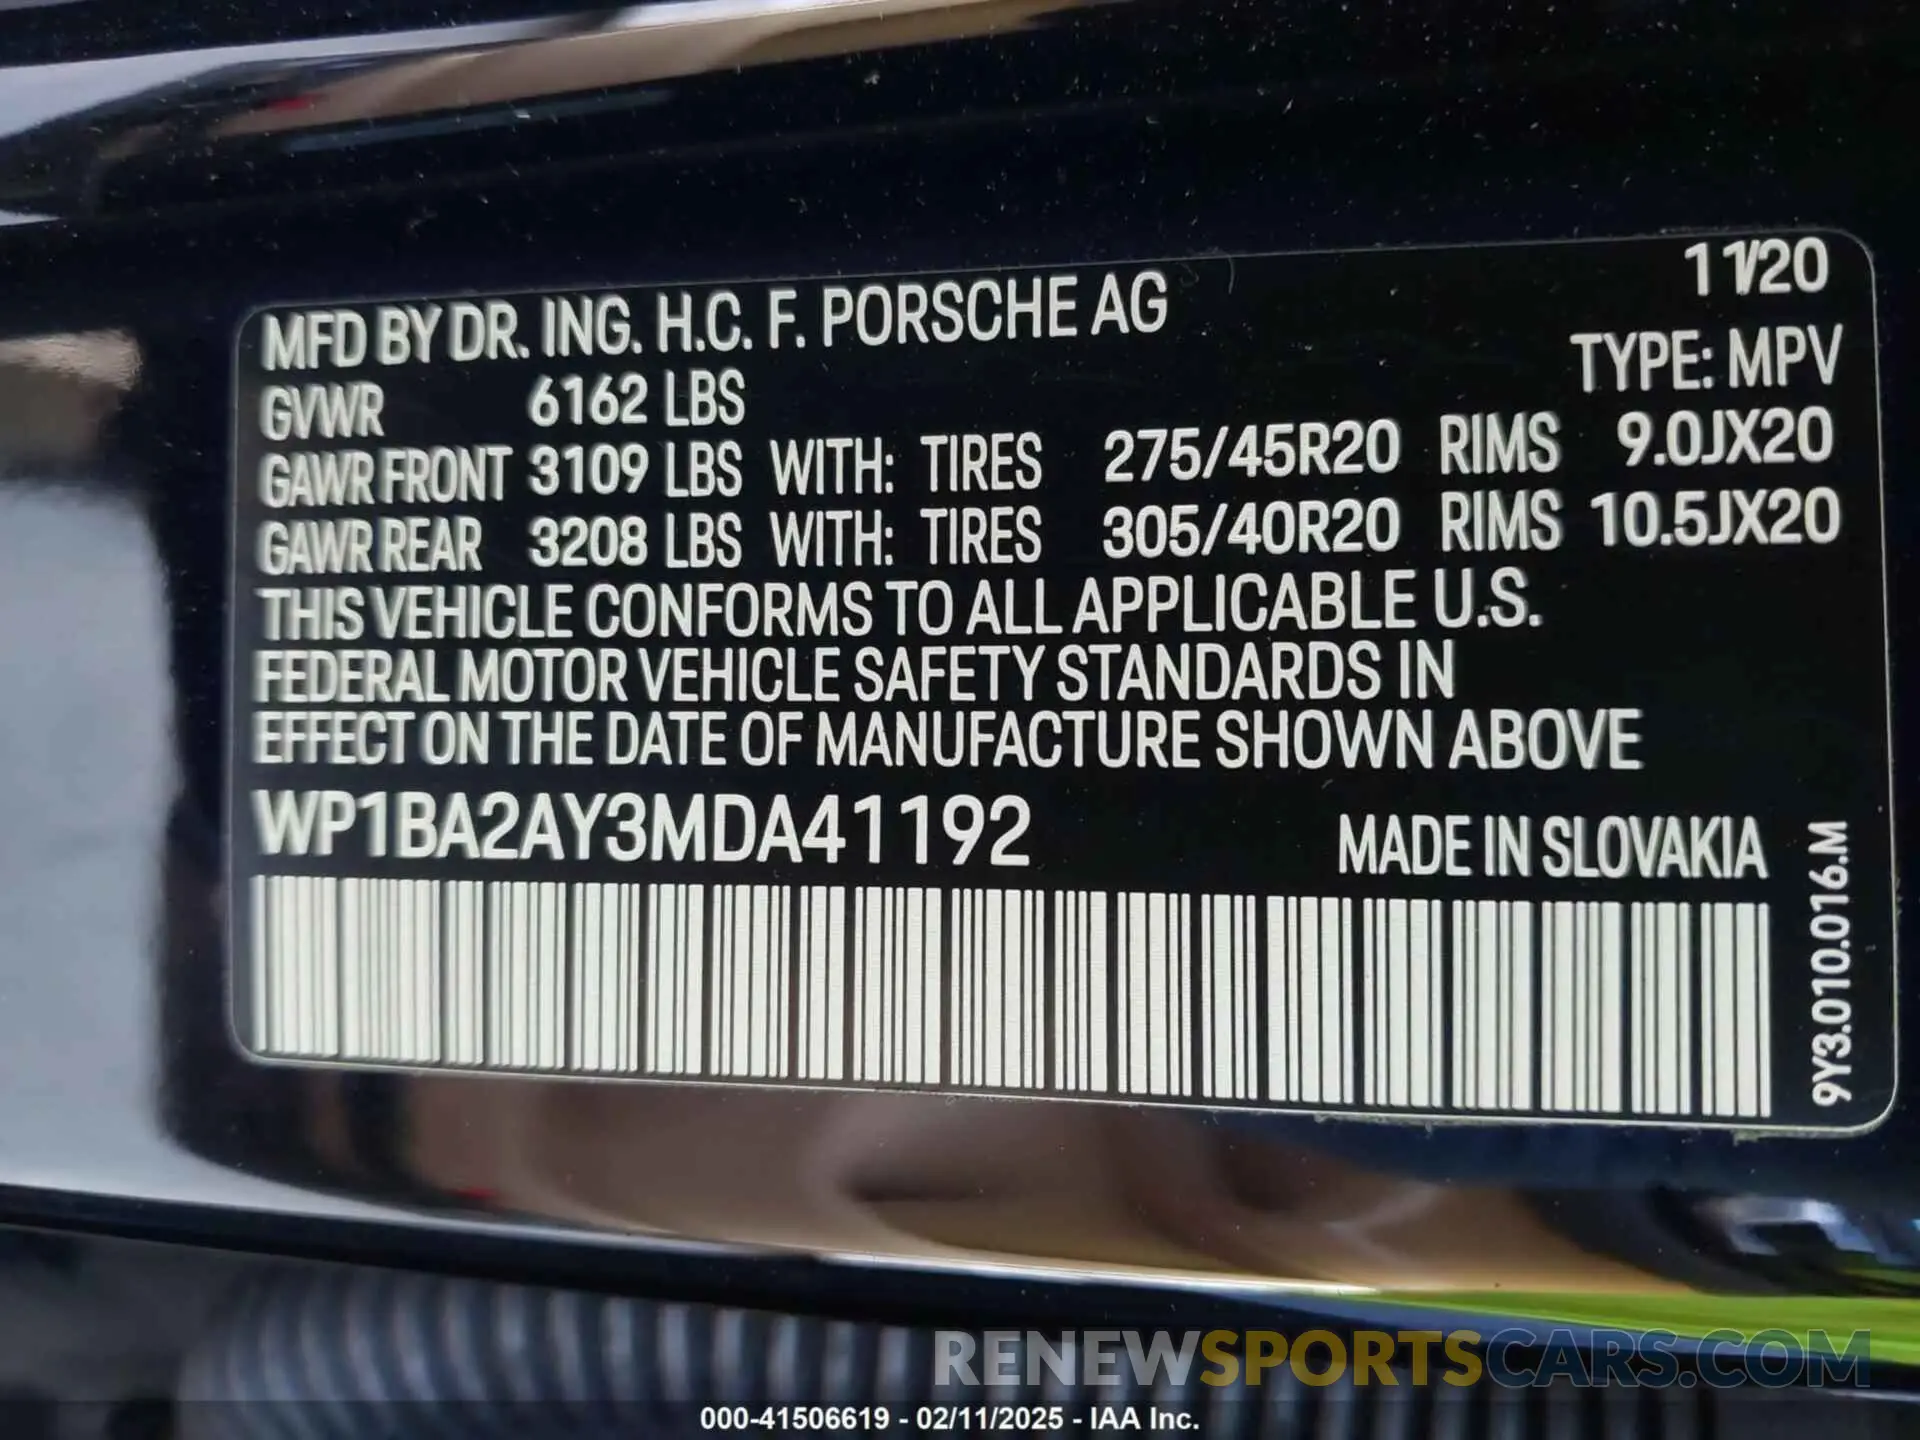 11/20
MFD BY DR. ING. H.C. F. PORSCHE AG
TYPE: MPV
GVWR 6162 LBS
GAWR FRONT 3109 LBS WITH: TIRES 275/45R20 RIMS 9.0JX20
GAWR REAR 3208 LBS WITH: TIRES 305/40R20 RIMS 10.5JX20
THIS VEHICLE CONFORMS TO ALL APPLICABLE U.S.
FEDERAL MOTOR VEHICLE SAFETY STANDARDS IN
EFFECT ON THE DATE OF MANUFACTURE SHOWN ABOVE
WP1BA2AY3MDA41192 MADE IN SLOVAKIA
9Y3.010.016.M
RENEWSPORTSCARS.COM
000-41506619 - 02/11/2025 - IAA Inc.